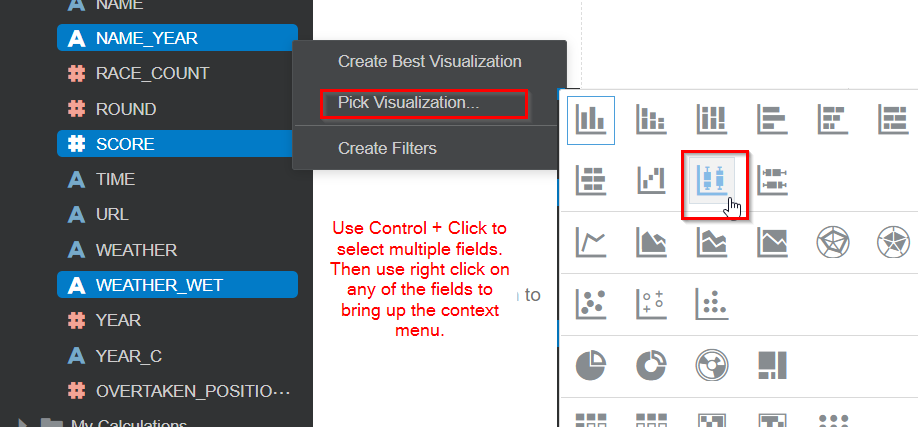 NAME
NAME_YEAR
RACE_COUNT
ROUND
SCORE
TIME
URL
WEATHER
WEATHER_WET
YEAR
YEAR_C
OVERTAKEN_POSITIO...
My Calculations
Create Best Visualization
Pick Visualization...
Create Filters
Use Control + Click to
select multiple fields.
Then use right click on
any of the fields to
bring up the context
menu.
to